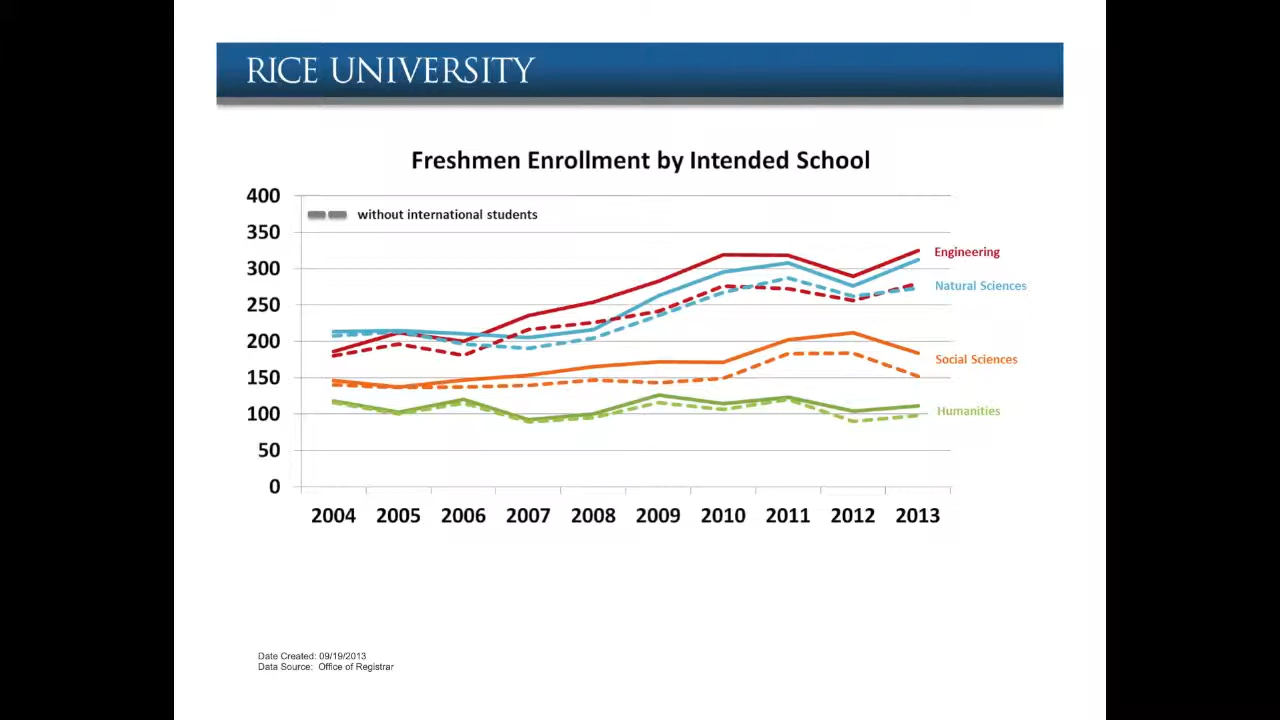 RICE UNIVERSITY
Freshmen Enrollment by Intended School
400
without international students
350
Engineering
300
Natural Sciences
250
200
Social Sciences
150
Humanities
100
50
0
2004 2005 2006 2007 2008 2009 2010 2011 2012 2013
Date Created: 09/19/2013
Data Source: Office of Registrar